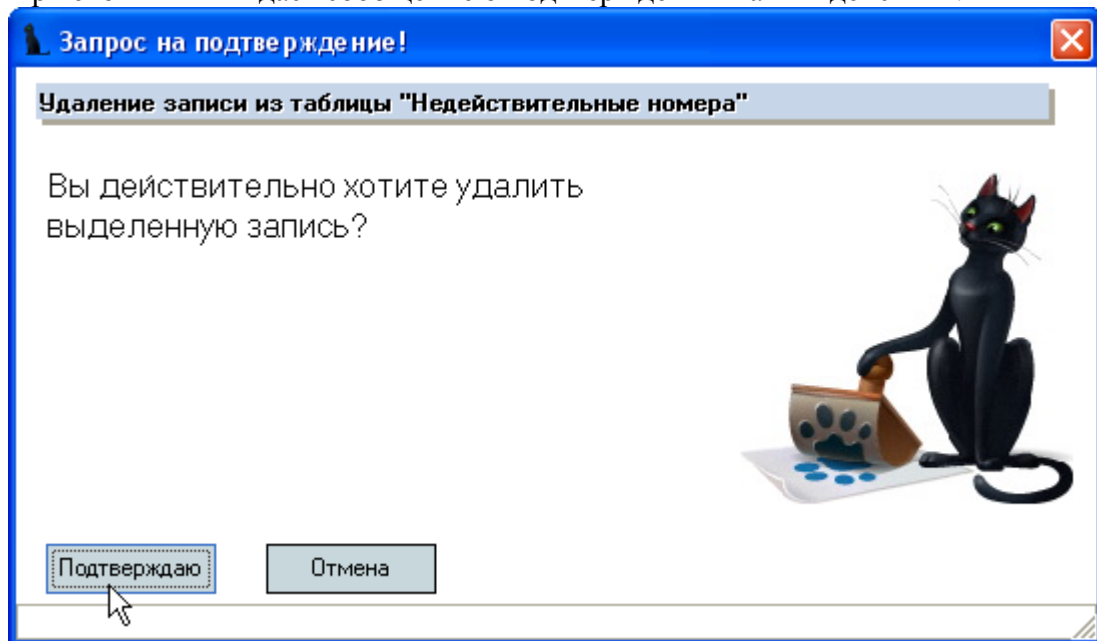 Запрос на подтверждение!
Удаление записи из таблицы "Недействительные номера"
Вы действительно хотите удалить
выделенную запись?
Подтверждаю Отмена